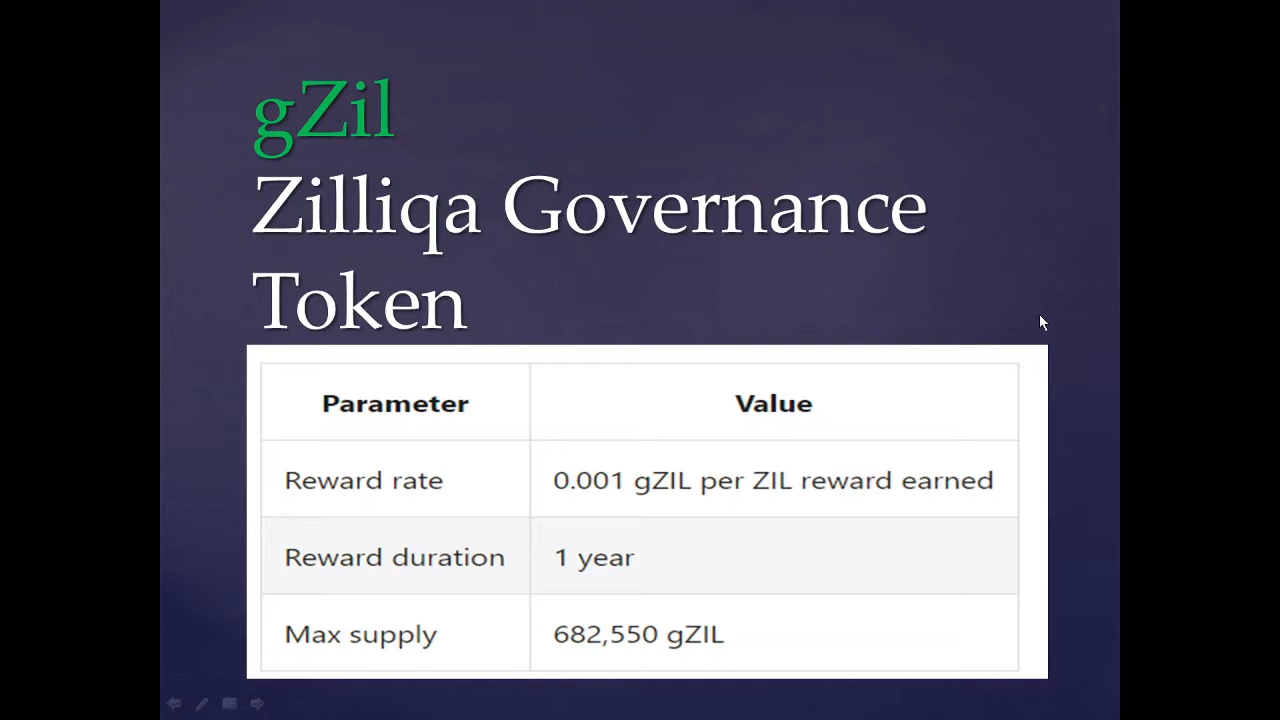 gZil
Zilliqa Governance
Token
Parameter Value
Reward rate 0.001 gZIL per ZIL reward earned
Reward duration 1 year
Max supply 682,550 gZIL